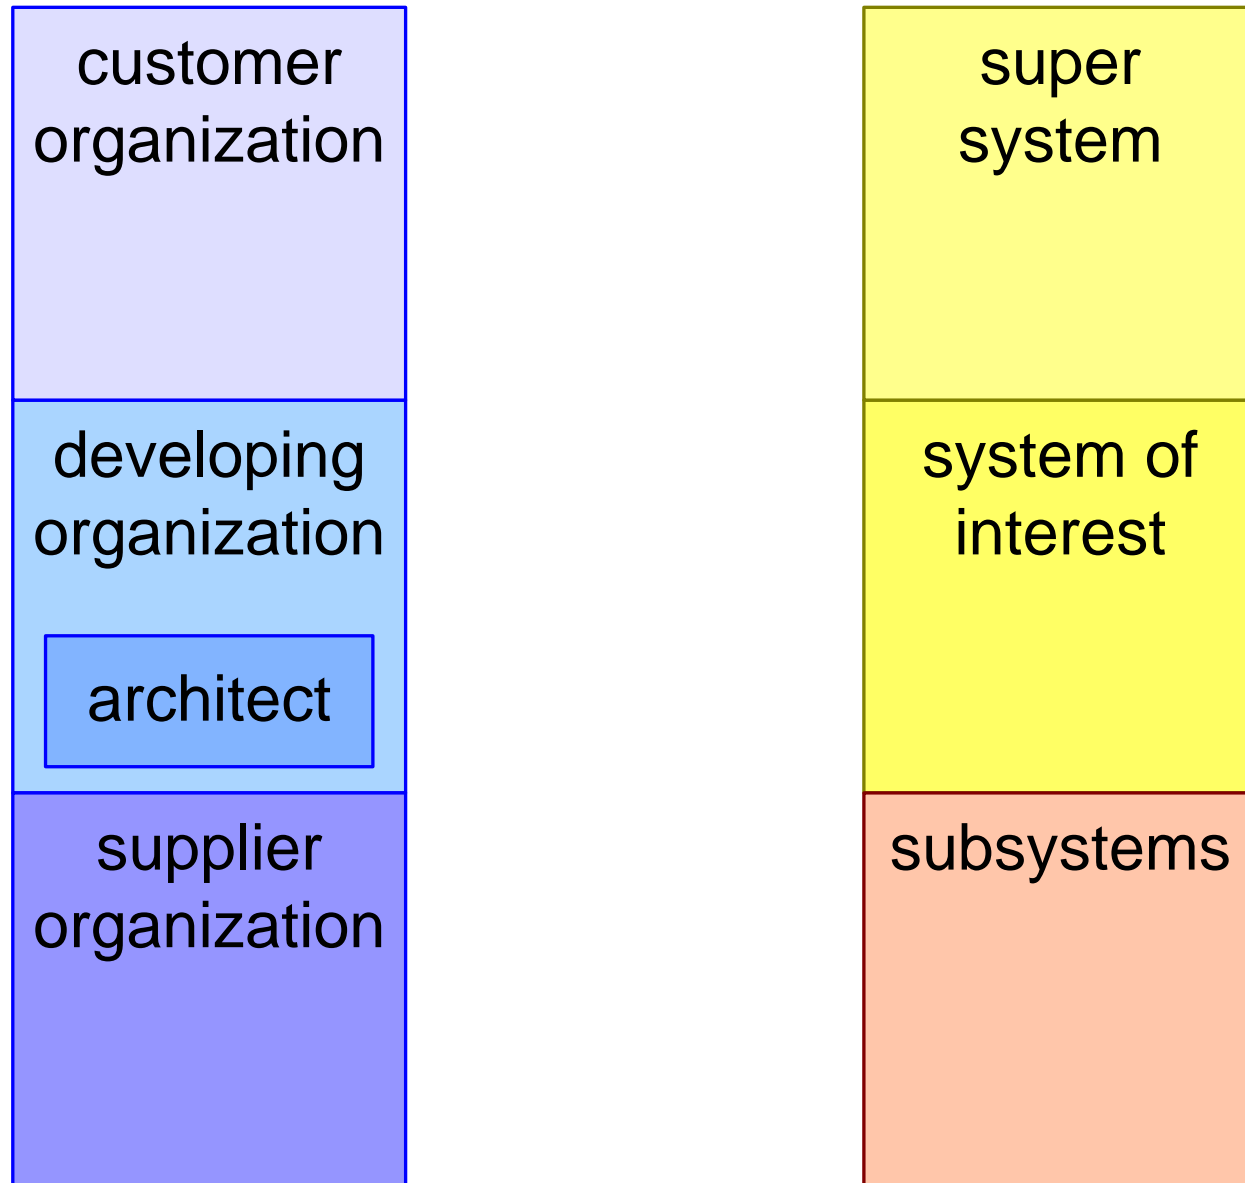 customer
organization
developing
organization
architect
supplier
organization
super
system
system of
interest
subsystems